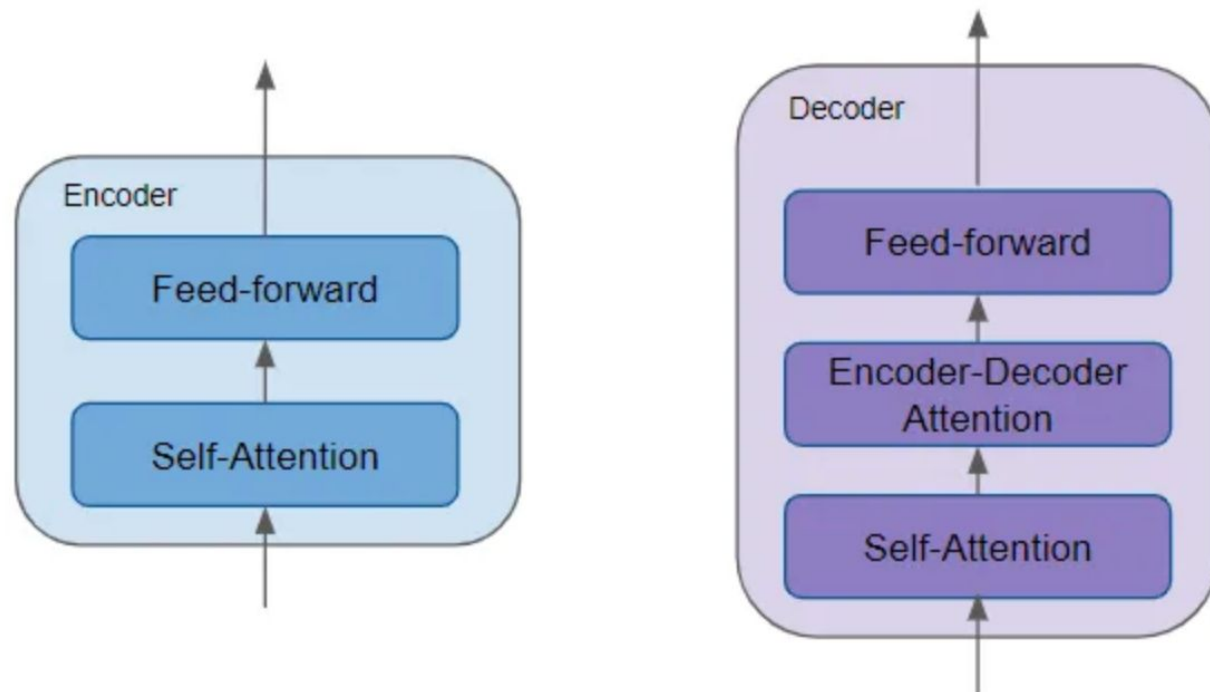 Encoder
Feed-forward
Self-Attention
Decoder
Feed-forward
Encoder-Decoder
Attention
Self-Attention